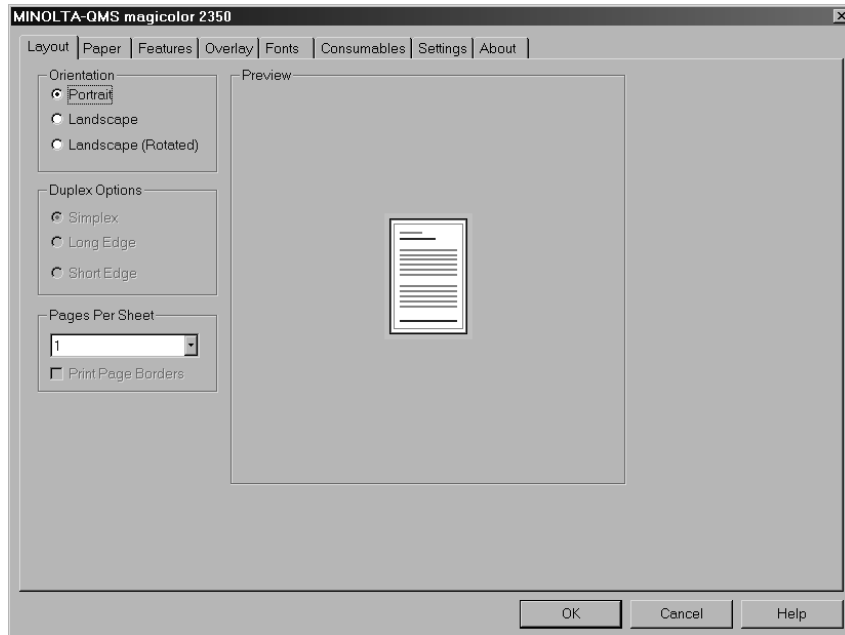 MINOLTA-QMS magicolor 2350
Layout Paper Features Overlay Fonts Consumables Settings About
Orientation
Portrait
Landscape
Landscape (Rotated)
Duplex Options
Simplex
Long Edge
Short Edge
Pages Per Sheet
1
Print Page Borders
Preview
OK Cancel Help